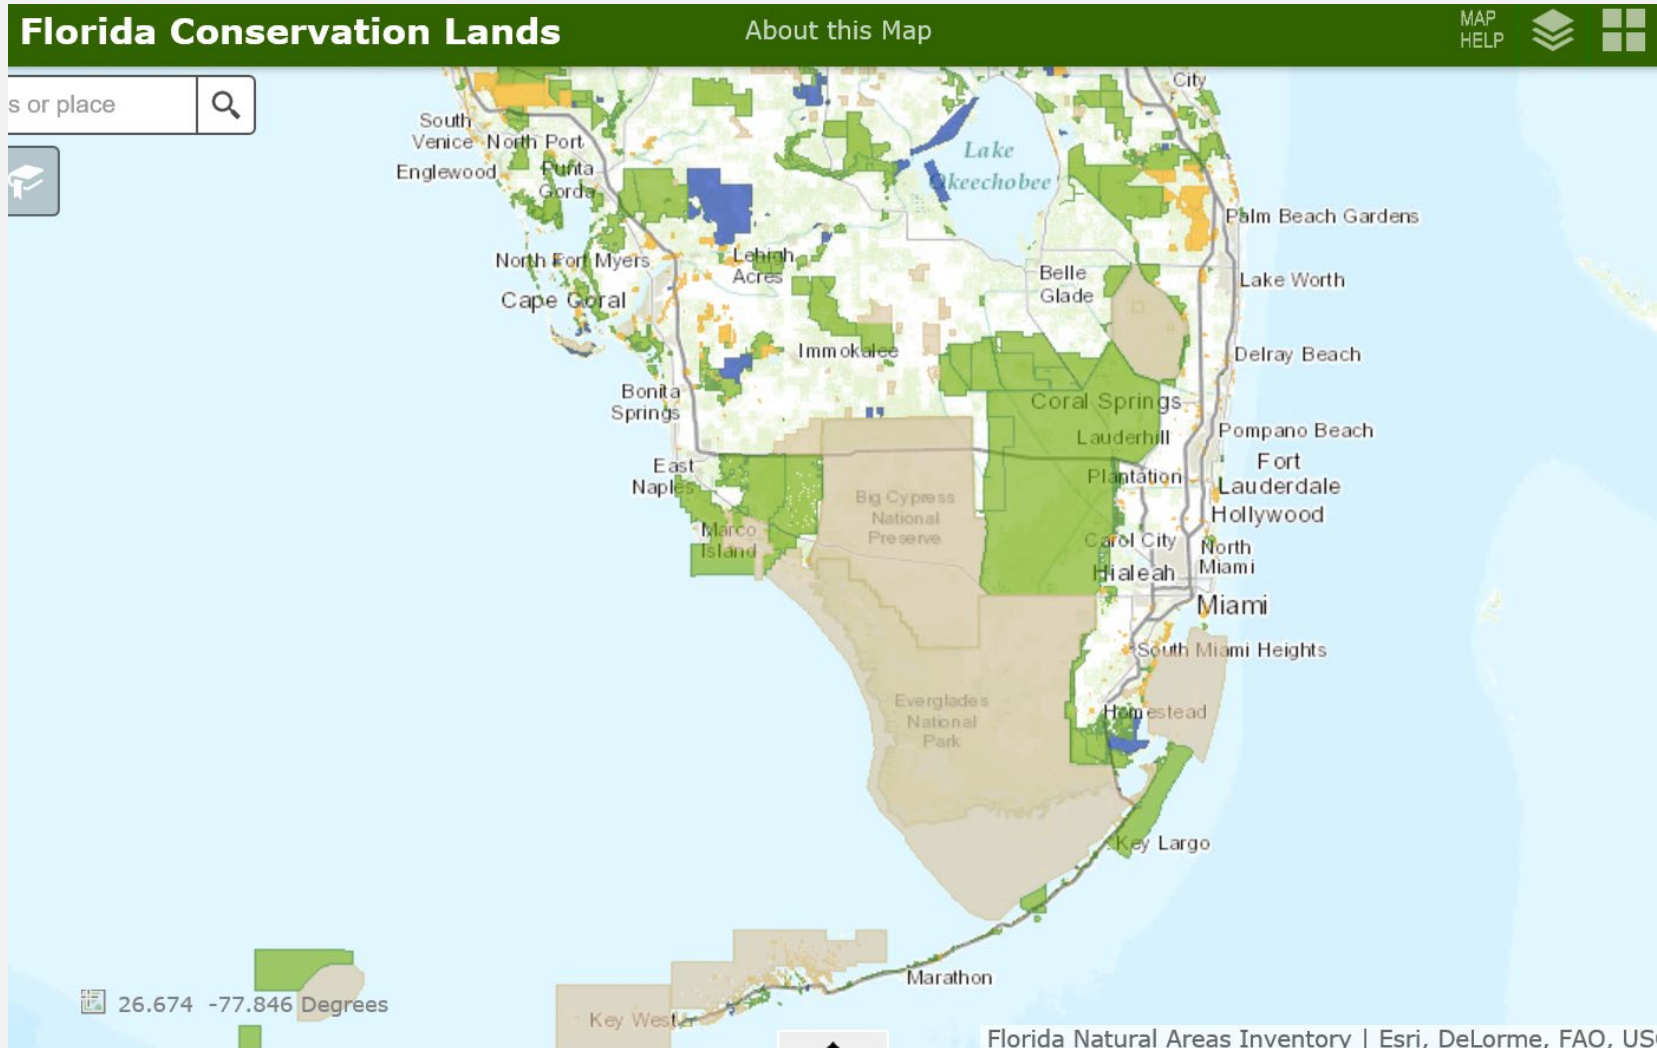 Florida Conservation Lands
About this Map
MAP
HELP
s or place
City
South
Venice
North Port
Englewood
Punta
Gorda
Lake
Okeechobee
Palm Beach Gardens
North Fort Myers
Lehigh
Acres
Cape Coral
Belle
Glade
Lake Worth
Immokalee
Delray Beach
Bonita
Springs
Coral Springs
Lauderhill
Pompano Beach
East
Naples
Plantation
Fort
Lauderdale
Big Cypress
National
Preserve
Hollywood
Marco
Island
Carol City
North
Miami
Hialeah
Miami
South Miami Heights
Everglades
National
Park
Homestead
Key Largo
Marathon
26.674 -77.846 Degrees
Key West
Florida Natural Areas Inventory | Esri, DeLorme, FAO, USG